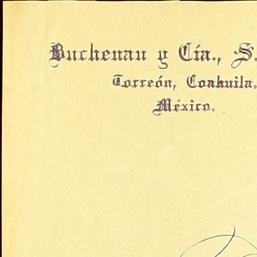 Buchenau y Cía., S.
Torreón, Coahuila.
México.